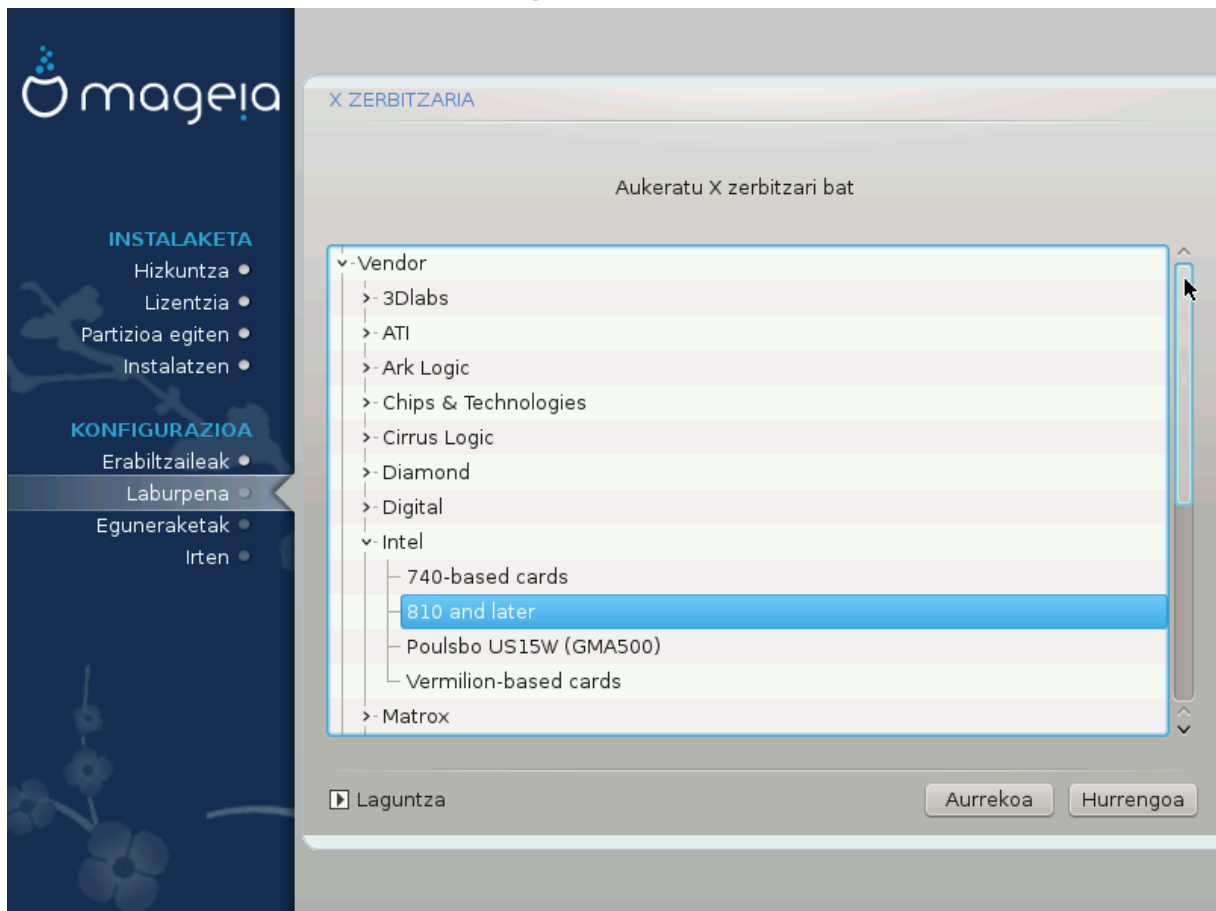 mageia
X ZERBITZARIA
Aukeratu X zerbitzari bat
INSTALAKETA
Hizkuntza
Lizentzia
Partizioa egiten
Instalatzen
KONFIGURAZIOA
Erabiltzaileak
Laburpena
Eguneraketak
Irten
Vendor
3Dlabs
ATI
Ark Logic
Chips & Technologies
Cirrus Logic
Diamond
Digital
Intel
740-based cards
810 and later
Poulsbo US15W (GMA500)
Vermilion-based cards
Matrox
Laguntza
Aurrekoa
Hurrengoa